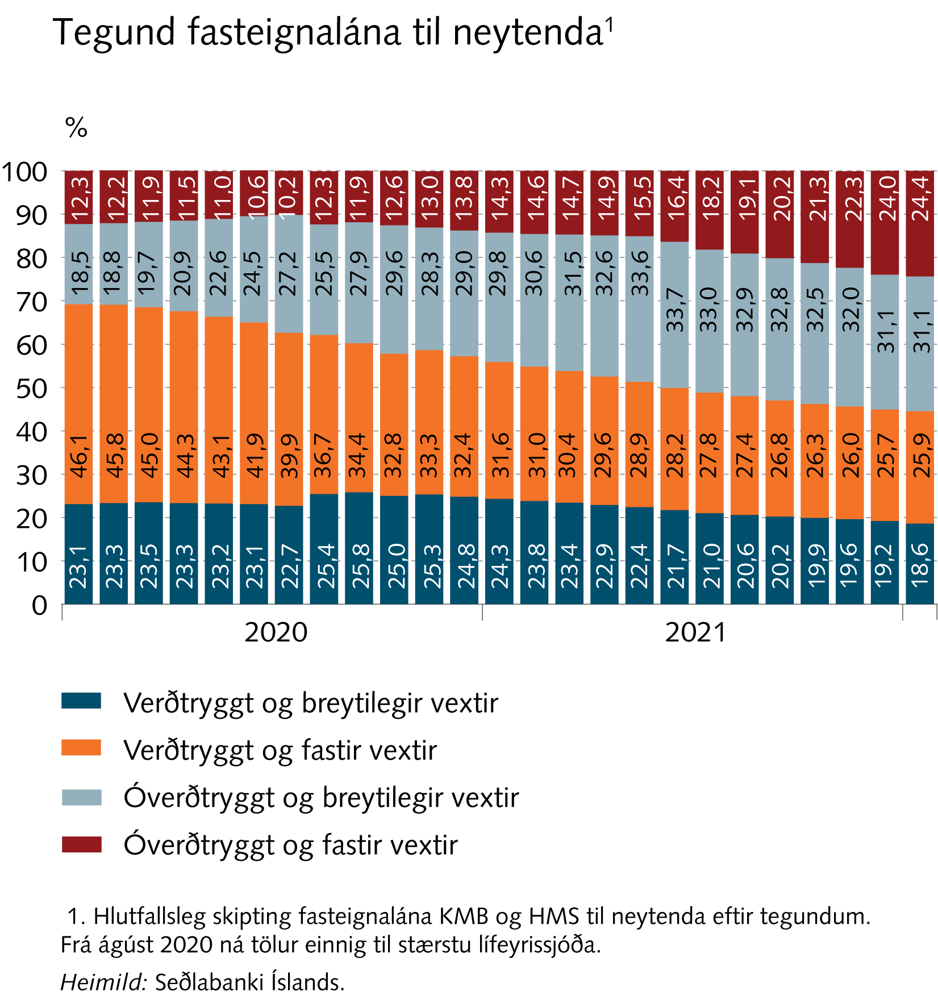 Tegund fasteignalána til neytenda¹
%
100
90
80
70
60
50
40
30
20
10
0
12,3 12,2 11,9 11,5 11,0 10,6 10,2 12,3 11,9 12,6 13,0 13,8 14,3 14,6 14,7 14,9 15,5 16,4 18,2 19,1 20,2 21,3 22,3 24,0 24,4
18,5 18,8 19,7 20,9 22,6 24,5 27,2 25,5 27,9 29,6 28,3 29,0 29,8 30,6 31,5 32,6 33,6 33,7 33,0 32,9 32,8 32,5 32,0 31,1 31,1
46,1 45,8 45,0 44,3 43,1 41,9 39,9 36,7 34,4 32,8 33,3 32,4 31,6 31,0 30,4 29,6 28,9 28,2 27,8 27,4 26,8 26,3 26,0 25,7 25,9
23,1 23,3 23,5 23,3 23,2 23,1 22,7 25,4 25,8 25,0 25,3 24,8 24,3 23,8 23,4 22,9 22,4 21,7 21,0 20,6 20,2 19,9 19,6 19,2 18,6
2020 2021
Verðtryggt og breytilegir vextir
Verðtryggt og fastir vextir
Óverðtryggt og breytilegir vextir
Óverðtryggt og fastir vextir
1. Hlutfallsleg skipting fasteignalána KMB og HMS til neytenda eftir tegundum.
Frá ágúst 2020 ná tölur einnig til stærstu lífeyrissjóða.
Heimild: Seðlabanki Íslands.